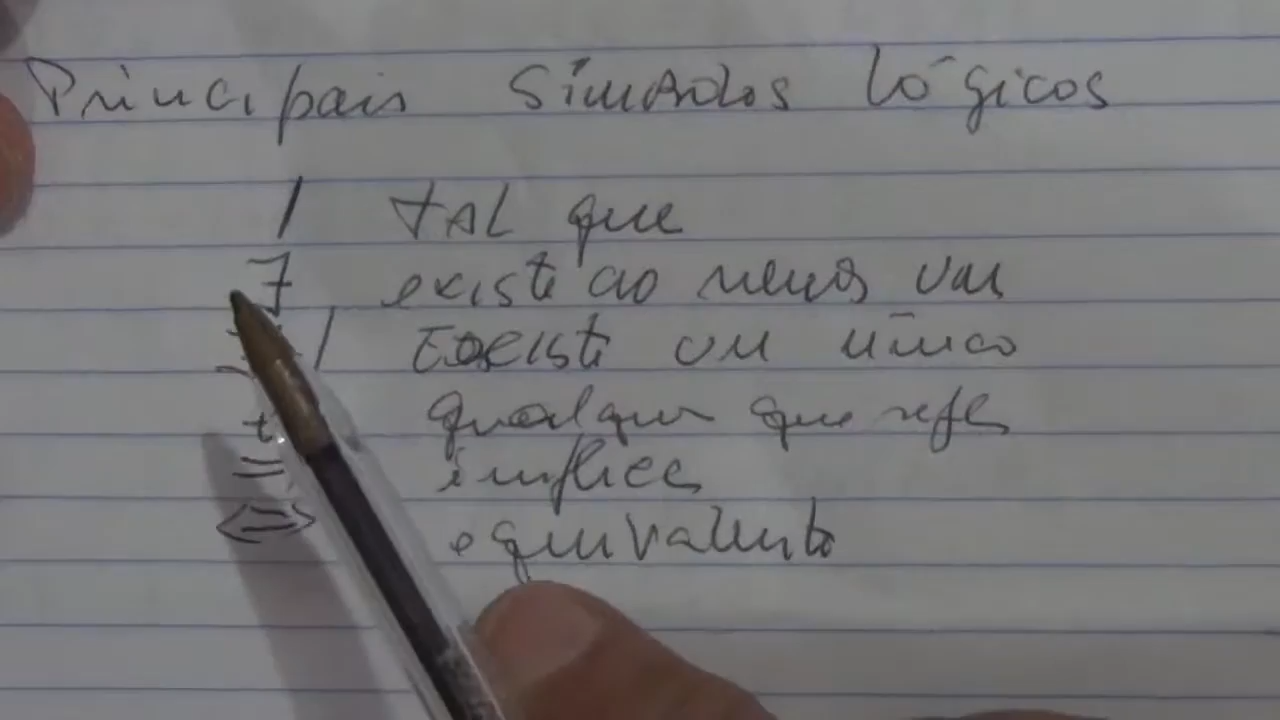 Principais Símbolos lógicos
/ tal que
∃ existe ao menos um
∃ / Existe um único
qualquer que seja
= implica
<=> equivalente